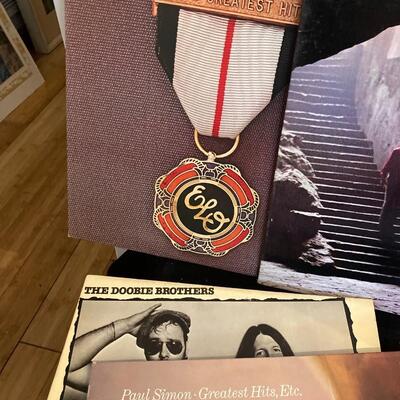 GREATEST HITS
ELO
THE DOOBIE BROTHERS
Paul Simon · Greatest Hits, Etc.